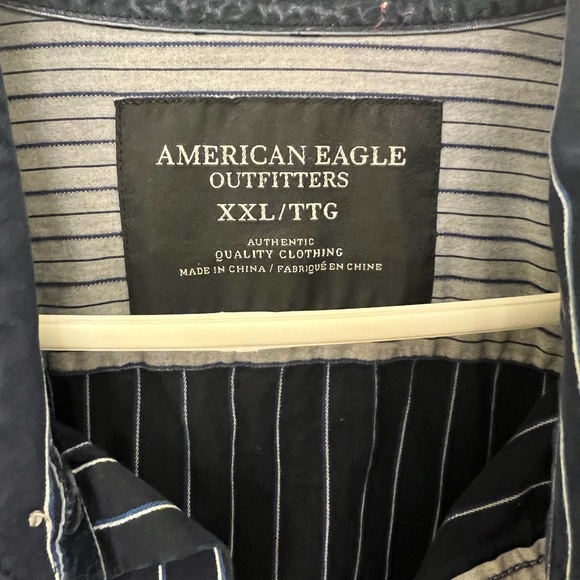 AMERICAN EAGLE
OUTFITTERS
XXL/TTG
AUTHENTIC
QUALITY CLOTHING
MADE IN CHINA / FABRIQUÉ EN CHINE